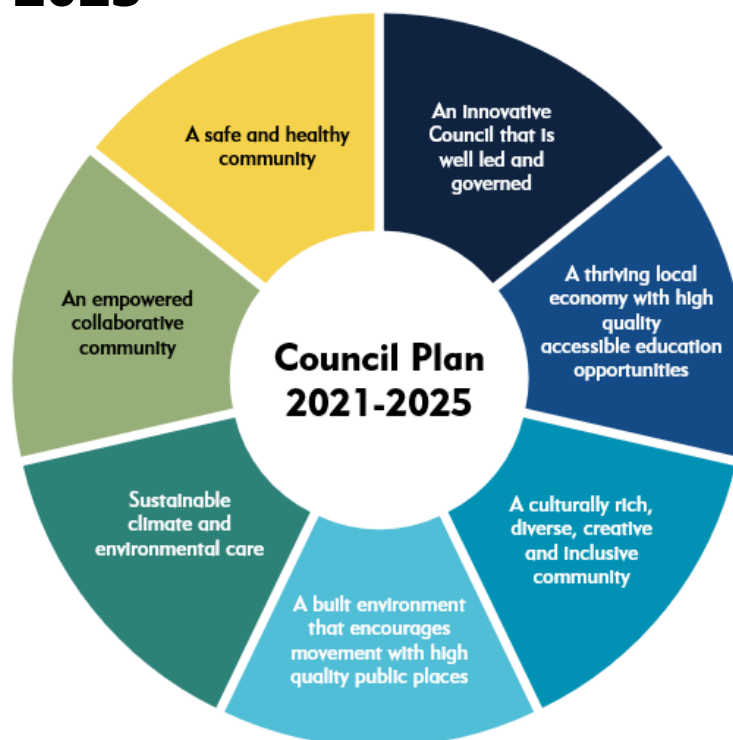 A safe and healthy
community
An innovative
Council that is
well led and
governed
A thriving local
economy with high
quality
accessible education
opportunities
A culturally rich,
diverse, creative
and inclusive
community
A built environment
that encourages
movement with high
quality public places
Sustainable
climate and
environmental care
An empowered
collaborative
community
Council Plan
2021-2025